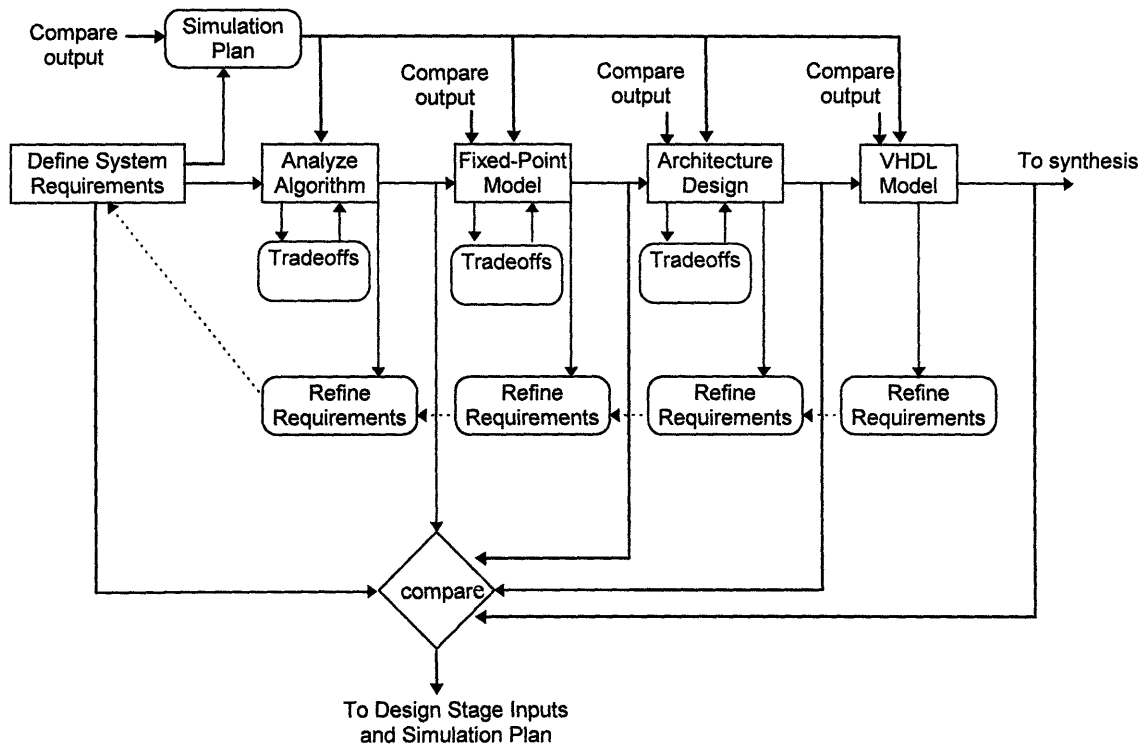 Compare
output
Simulation
Plan
Compare
output
Compare
output
Compare
output
Define System
Requirements
Analyze
Algorithm
Fixed-Point
Model
Architecture
Design
VHDL
Model
To synthesis
Tradeoffs
Tradeoffs
Tradeoffs
Refine
Requirements
Refine
Requirements
Refine
Requirements
Refine
Requirements
compare
To Design Stage Inputs
and Simulation Plan